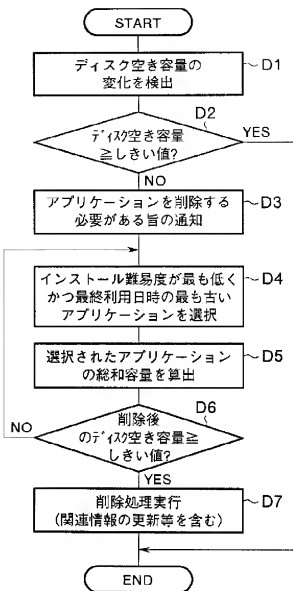 START
ディスク空き容量の
変化を検出
D1
D2
ディスク空き容量
≧しきい値?
YES
NO
アプリケーションを削除する
必要がある旨の通知
D3
インストール難易度が最も低く
かつ最終利用日時の最も古い
アプリケーションを選択
D4
選択されたアプリケーション
の総和容量を算出
D5
D6
削除後
のディスク空き容量≧
しきい値?
NO
YES
削除処理実行
(関連情報の更新等を含む)
D7
END